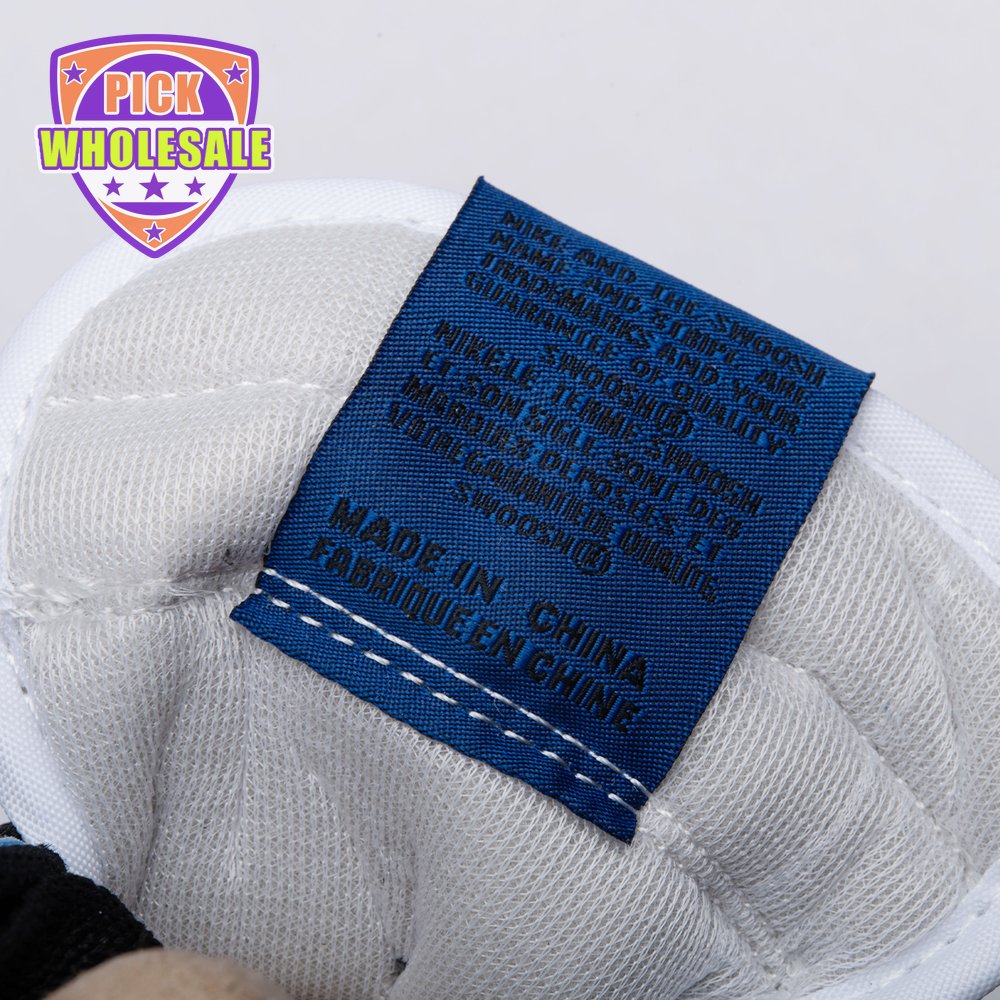 PICK
WHOLESALE
NIKE AND THE SWOOSH
NAME AND STRIPE ARE
TRADEMARKS AND YOUR
GUARANTEE OF QUALITY
SWOOSH®
NIKE.LE TERME SWOOSH
ET SON SIGLE SONT DES
MARQUES DEPOSEES ET
GARANTIE DE QUALITE.
SWOOSH®
MADE IN CHINA
FABRIQUE EN CHINE